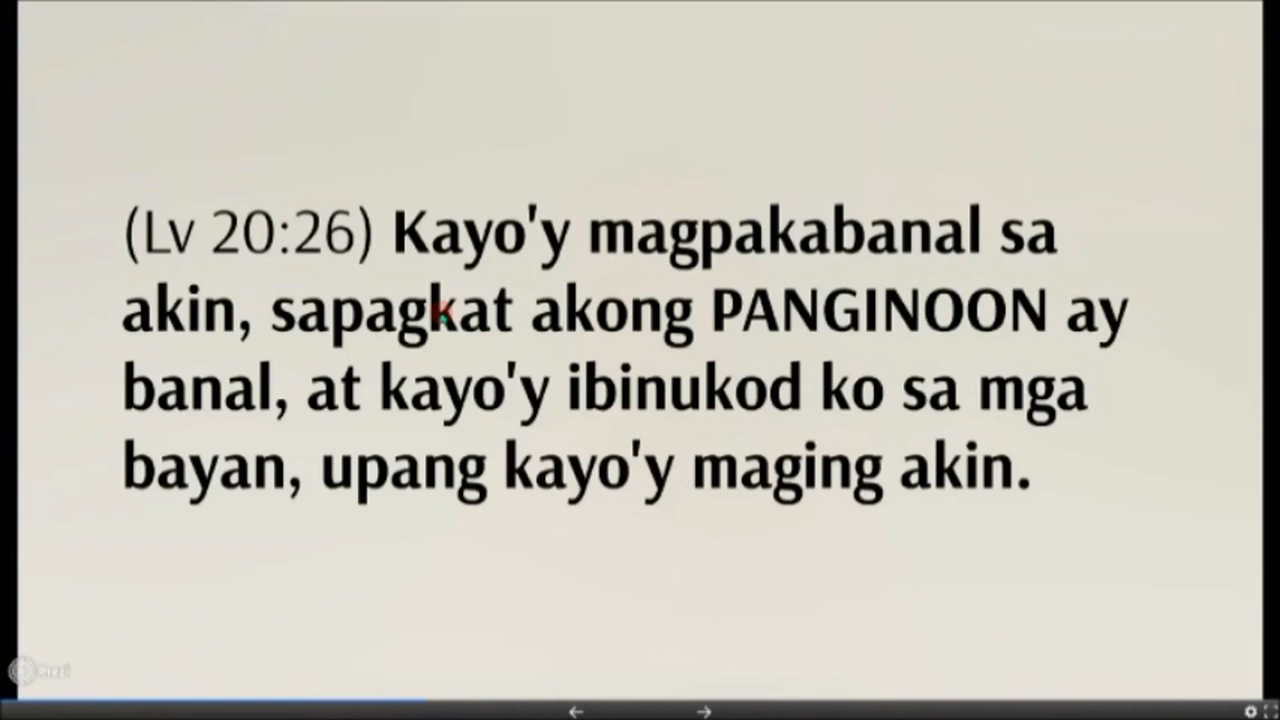 (Lv 20:26) Kayo'y magpakabanal sa
akin, sapagkat akong PANGINOON ay
banal, at kayo'y ibinukod ko sa mga
bayan, upang kayo'y maging akin.
Prezi